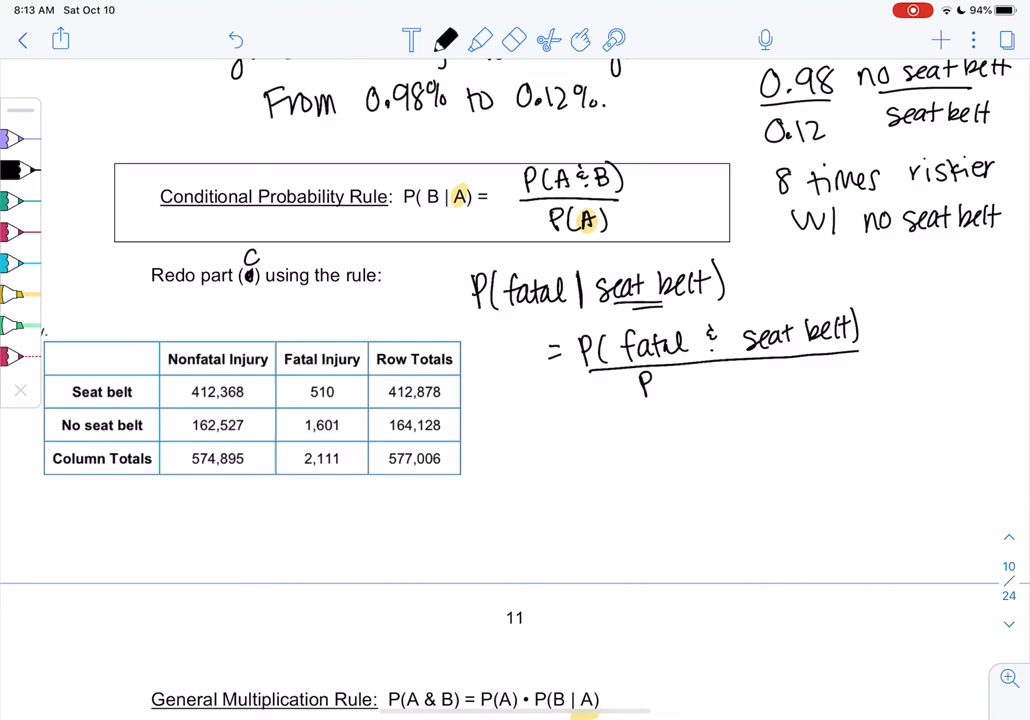 8:13 AM Sat Oct 10
94%
From 0.98% to 0.12%.
0.98 no seat belt
0.12 seat belt
8 times riskier
w/ no seat belt
Conditional Probability Rule: P( B | A) = P(A & B)
P(A)
C
Redo part (d) using the rule:
P(fatal | seat belt)
= P( fatal & seat belt)
P
Nonfatal Injury Fatal Injury Row Totals
Seat belt 412,368 510 412,878
No seat belt 162,527 1,601 164,128
Column Totals 574,895 2,111 577,006
10
/
24
11
General Multiplication Rule: P(A & B) = P(A) • P(B | A)